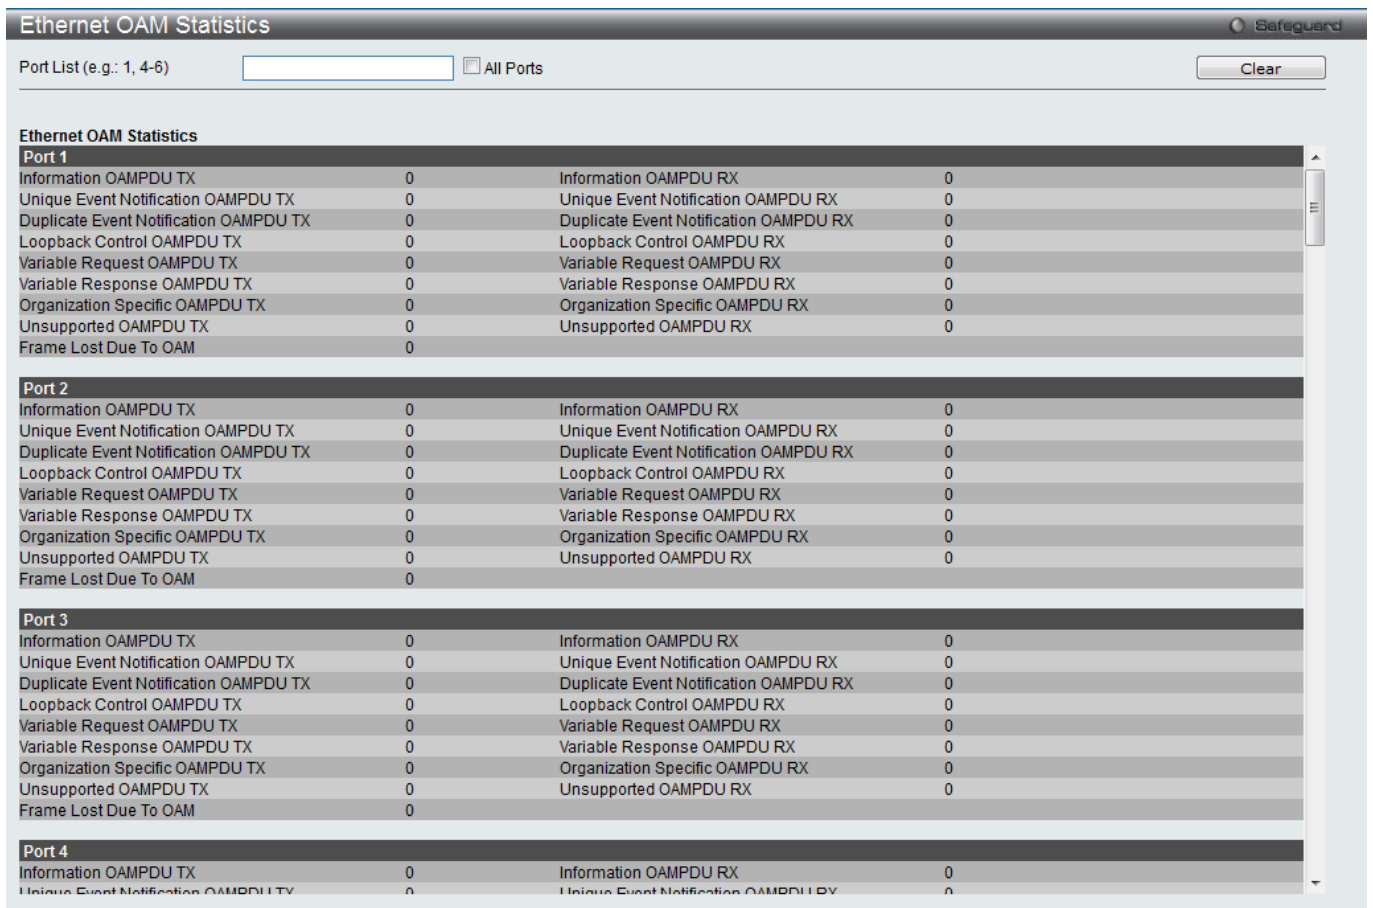 Ethernet OAM Statistics
Safeguard
Port List (e.g.: 1, 4-6) All Ports Clear
Ethernet OAM Statistics
Port 1
Information OAMPDU TX 0 Information OAMPDU RX 0
Unique Event Notification OAMPDU TX 0 Unique Event Notification OAMPDU RX 0
Duplicate Event Notification OAMPDU TX 0 Duplicate Event Notification OAMPDU RX 0
Loopback Control OAMPDU TX 0 Loopback Control OAMPDU RX 0
Variable Request OAMPDU TX 0 Variable Request OAMPDU RX 0
Variable Response OAMPDU TX 0 Variable Response OAMPDU RX 0
Organization Specific OAMPDU TX 0 Organization Specific OAMPDU RX 0
Unsupported OAMPDU TX 0 Unsupported OAMPDU RX 0
Frame Lost Due To OAM 0
Port 2
Information OAMPDU TX 0 Information OAMPDU RX 0
Unique Event Notification OAMPDU TX 0 Unique Event Notification OAMPDU RX 0
Duplicate Event Notification OAMPDU TX 0 Duplicate Event Notification OAMPDU RX 0
Loopback Control OAMPDU TX 0 Loopback Control OAMPDU RX 0
Variable Request OAMPDU TX 0 Variable Request OAMPDU RX 0
Variable Response OAMPDU TX 0 Variable Response OAMPDU RX 0
Organization Specific OAMPDU TX 0 Organization Specific OAMPDU RX 0
Unsupported OAMPDU TX 0 Unsupported OAMPDU RX 0
Frame Lost Due To OAM 0
Port 3
Information OAMPDU TX 0 Information OAMPDU RX 0
Unique Event Notification OAMPDU TX 0 Unique Event Notification OAMPDU RX 0
Duplicate Event Notification OAMPDU TX 0 Duplicate Event Notification OAMPDU RX 0
Loopback Control OAMPDU TX 0 Loopback Control OAMPDU RX 0
Variable Request OAMPDU TX 0 Variable Request OAMPDU RX 0
Variable Response OAMPDU TX 0 Variable Response OAMPDU RX 0
Organization Specific OAMPDU TX 0 Organization Specific OAMPDU RX 0
Unsupported OAMPDU TX 0 Unsupported OAMPDU RX 0
Frame Lost Due To OAM 0
Port 4
Information OAMPDU TX 0 Information OAMPDU RX 0
Unique Event Notification OAMPDU TX 0 Unique Event Notification OAMPDU RX 0